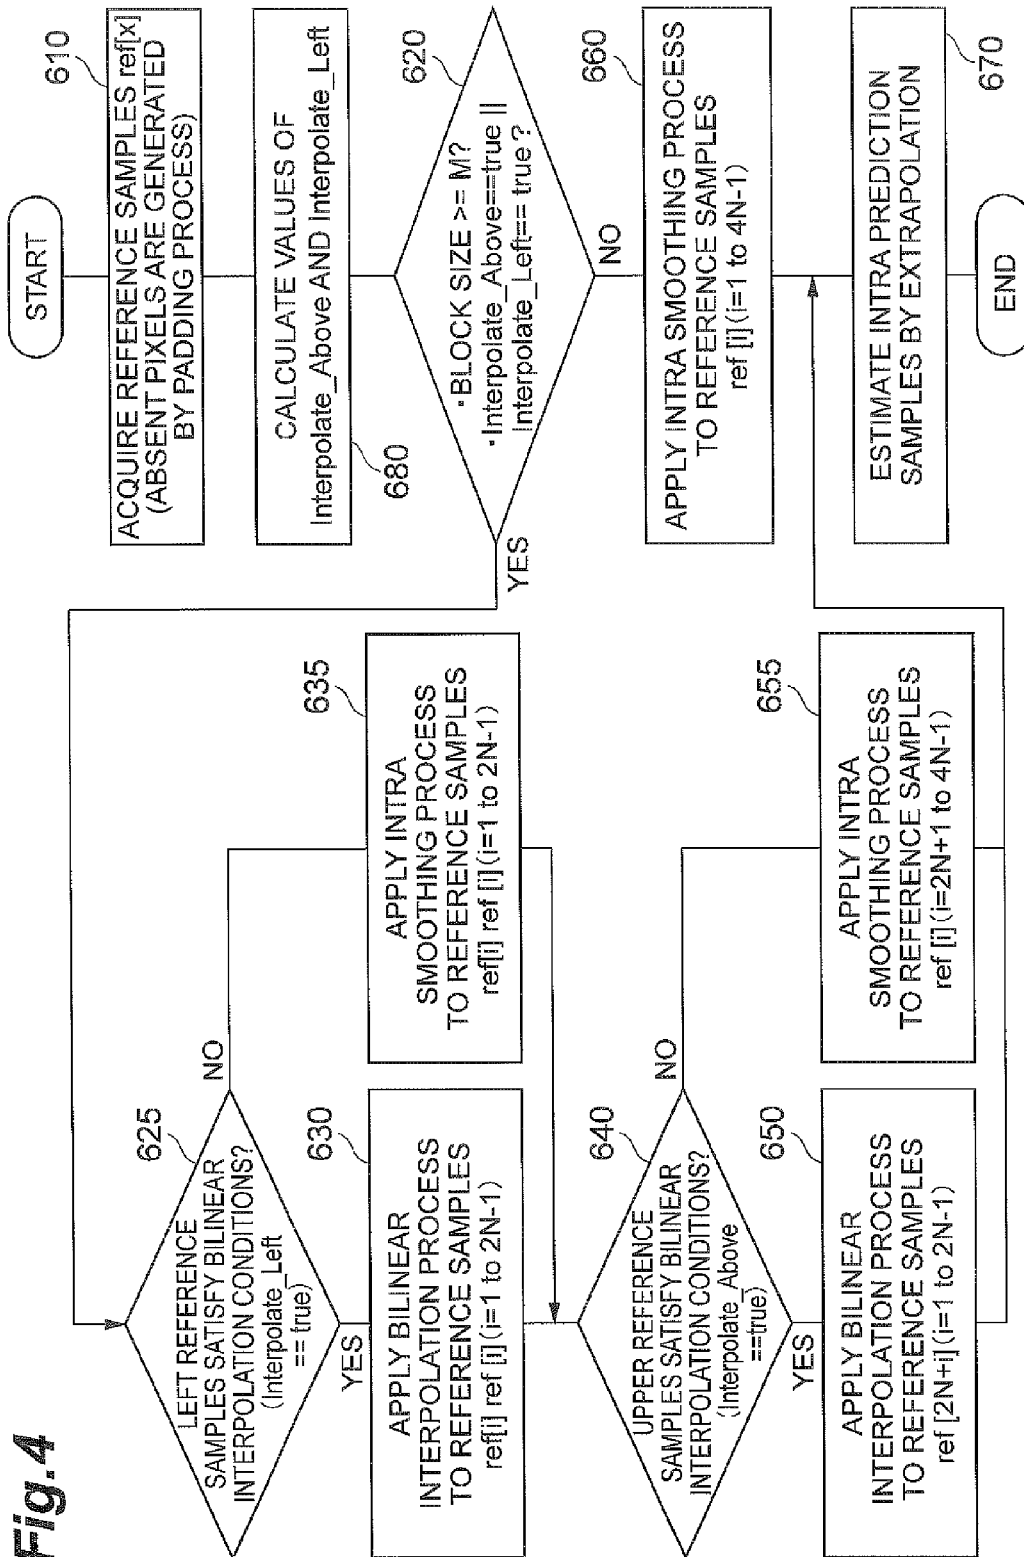 Fig.4
START
610
ACQUIRE REFERENCE SAMPLES ref[x]
(ABSENT PIXELS ARE GENERATED
BY PADDING PROCESS)
CALCULATE VALUES OF
Interpolate_Above AND Interpolate_Left
680
620
・BLOCK SIZE >= M?
・Interpolate_Above==true ||
Interpolate_Left== true?
YES
NO
660
APPLY INTRA SMOOTHING PROCESS
TO REFERENCE SAMPLES
ref [i](i=1 to 4N-1)
ESTIMATE INTRA PREDICTION
SAMPLES BY EXTRAPOLATION
670
END
625
LEFT REFERENCE
SAMPLES SATISFY BILINEAR
INTERPOLATION CONDITIONS?
(Interpolate_Left
== true)
YES
NO
630
APPLY BILINEAR
INTERPOLATION PROCESS
TO REFERENCE SAMPLES
ref[i] ref [i](i=1 to 2N-1)
635
APPLY INTRA
SMOOTHING PROCESS
TO REFERENCE SAMPLES
ref[i] ref [i](i=1 to 2N-1)
640
UPPER REFERENCE
SAMPLES SATISFY BILINEAR
INTERPOLATION CONDITIONS?
(Interpolate_Above
==true)
YES
NO
650
APPLY BILINEAR
INTERPOLATION PROCESS
TO REFERENCE SAMPLES
ref [2N+i](i=1 to 2N-1)
655
APPLY INTRA
SMOOTHING PROCESS
TO REFERENCE SAMPLES
ref [i](i=2N+1 to 4N-1)